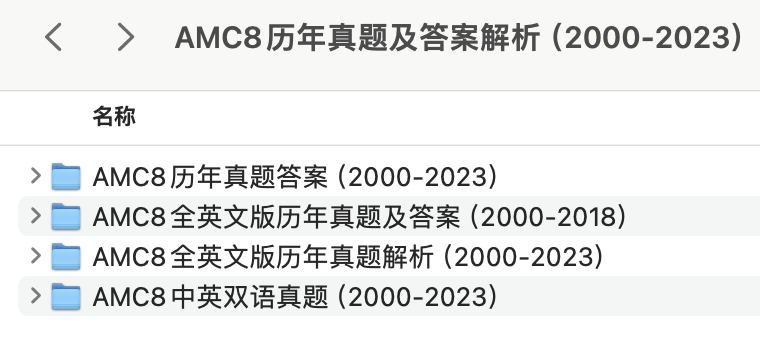 AMC8历年真题及答案解析（2000-2023）
名称
AMC8历年真题答案（2000-2023）
AMC8全英文版历年真题及答案（2000-2018）
AMC8全英文版历年真题解析（2000-2023）
AMC8中英双语真题（2000-2023）